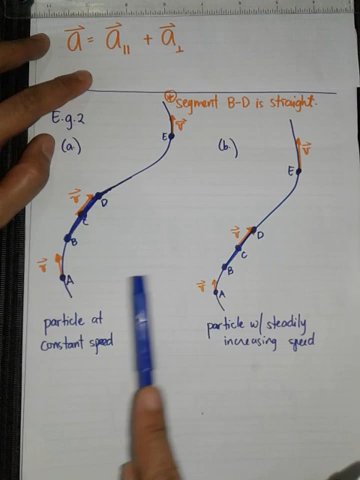 a⃗ = a⃗∥ + a⃗⊥
* segment B-D is straight.
E.g. 2
(a)
(b)
E
v⃗
E
v⃗
v⃗
D
C
B
v⃗
D
C
B
v⃗
A
v⃗
A
particle at
constant speed
particle w/ steadily
increasing speed